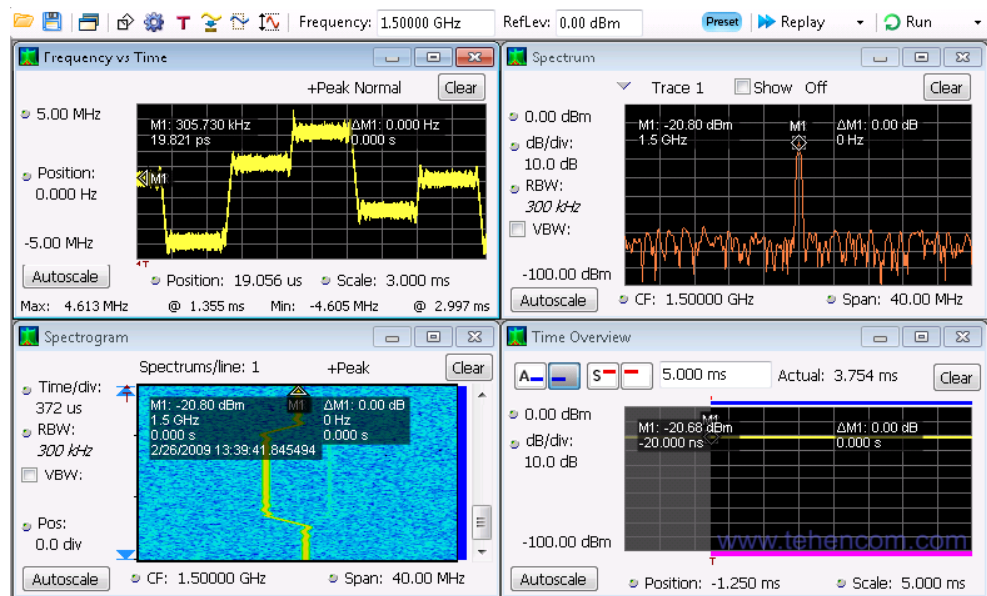 T Frequency: 1.50000 GHz RefLev: 0.00 dBm Preset Replay Run
Frequency vs Time
+Peak Normal Clear
5.00 MHz
M1: 305.730 kHz ΔM1: 0.000 Hz
19.821 ps 0.000 s
Position:
0.000 Hz
M1
-5.00 MHz
T
Autoscale Position: 19.056 us Scale: 3.000 ms
Max: 4.613 MHz @ 1.355 ms Min: -4.605 MHz @ 2.997 ms
Spectrum
Trace 1 Show Off Clear
0.00 dBm
M1: -20.80 dBm M1 ΔM1: 0.00 dB
1.5 GHz 0 Hz
dB/div:
10.0 dB
RBW:
300 kHz
VBW:
-100.00 dBm
Autoscale CF: 1.50000 GHz Span: 40.00 MHz
Spectrogram
Spectrums/line: 1 +Peak Clear
Time/div:
372 us
M1: -20.80 dBm M1 ΔM1: 0.00 dB
1.5 GHz 0 Hz
0.000 s 0.000 s
2/26/2009 13:39:41.845494
RBW:
300 kHz
VBW:
Pos:
0.0 div
Autoscale CF: 1.50000 GHz Span: 40.00 MHz
Time Overview
A S 5.000 ms Actual: 3.754 ms Clear
0.00 dBm
M1
M1: -20.68 dBm ΔM1: 0.00 dB
-20.000 ns 0.000 s
dB/div:
10.0 dB
-100.00 dBm
www.tehencom.com
T
Autoscale Position: -1.250 ms Scale: 5.000 ms